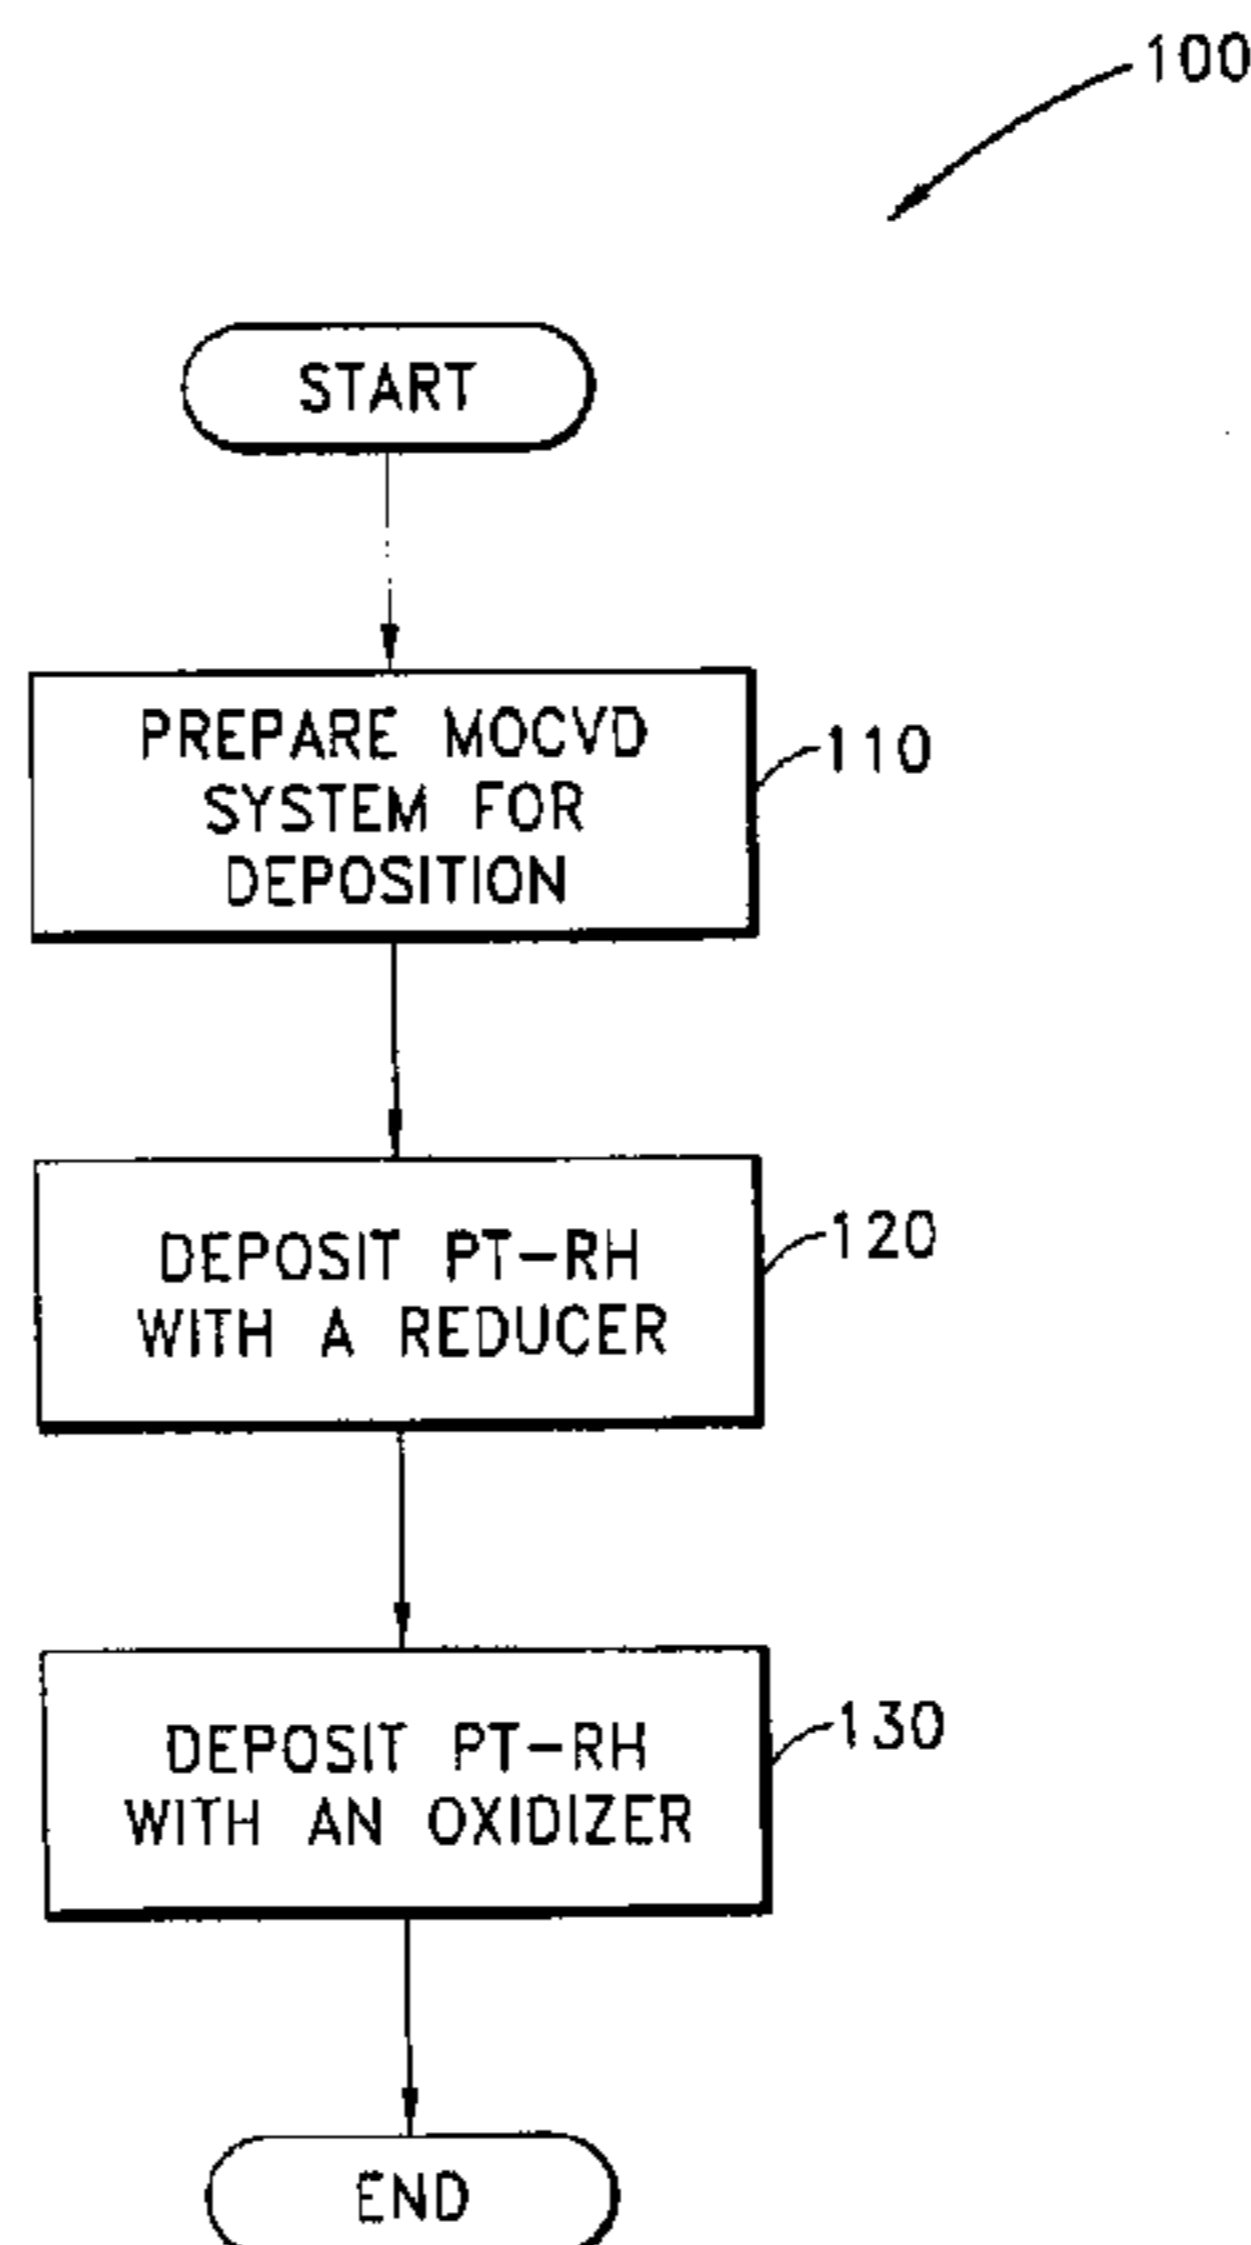 100
START
PREPARE MOCVD
SYSTEM FOR
DEPOSITION
110
DEPOSIT PT-RH
WITH A REDUCER
120
DEPOSIT PT-RH
WITH AN OXIDIZER
130
END